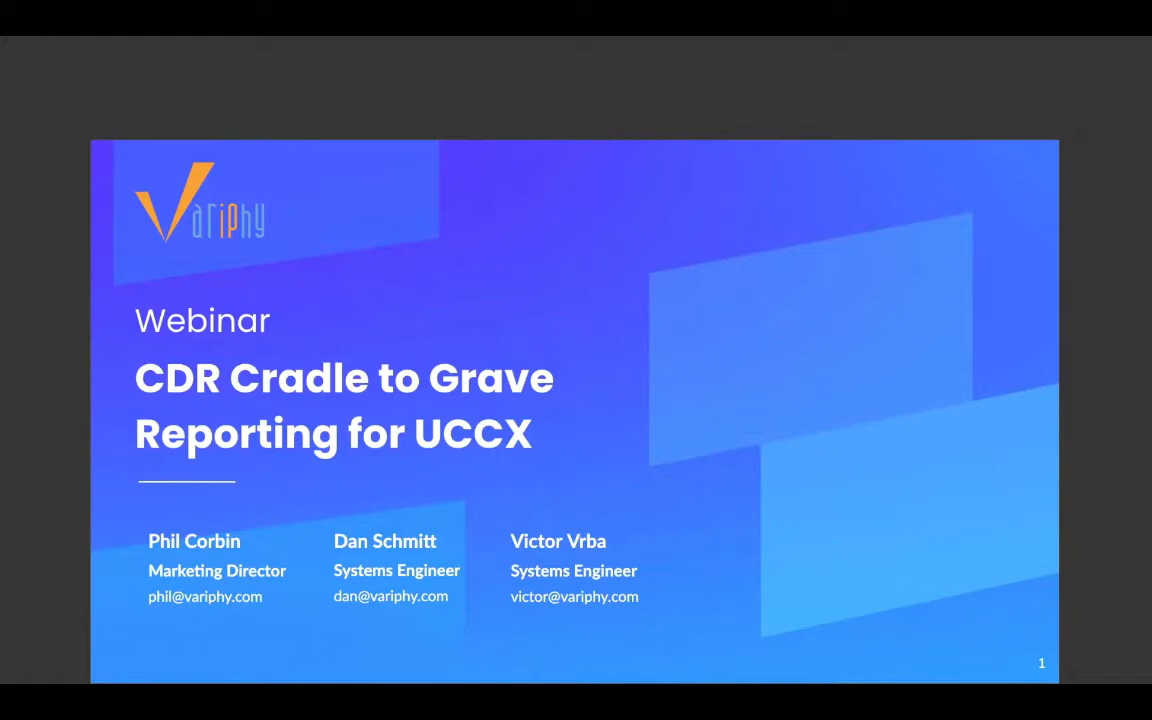 Variphy
Webinar
CDR Cradle to Grave
Reporting for UCCX
Phil Corbin
Marketing Director
phil@variphy.com
Dan Schmitt
Systems Engineer
dan@variphy.com
Victor Vrba
Systems Engineer
victor@variphy.com
1